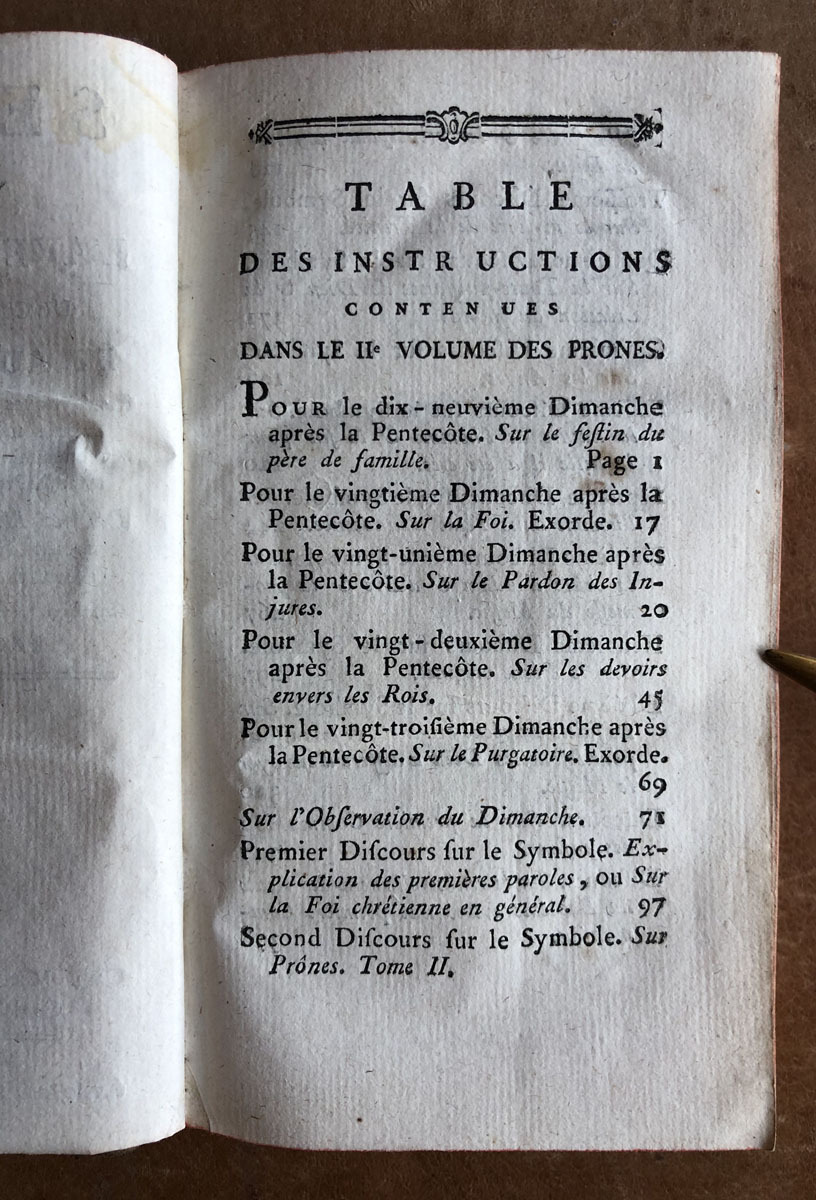 TABLE
DES INSTRUCTIONS
CONTENUES
DANS LE IIe VOLUME DES PRONES.
POUR le dix-neuvième Dimanche
après la Pentecôte. Sur le feſtin du
père de famille. Page 1
Pour le vingtième Dimanche après la
Pentecôte. Sur la Foi. Exorde. 17
Pour le vingt-unième Dimanche après
la Pentecôte. Sur le Pardon des In-
jures. 20
Pour le vingt-deuxième Dimanche
après la Pentecôte. Sur les devoirs
envers les Rois. 45
Pour le vingt-troiſième Dimanche après
la Pentecôte. Sur le Purgatoire. Exorde.
69
Sur l'Obſervation du Dimanche. 71
Premier Diſcours ſur le Symbole. Ex-
plication des premières paroles, ou Sur
la Foi chrétienne en général. 97
Second Diſcours ſur le Symbole. Sur
Prônes. Tome II.